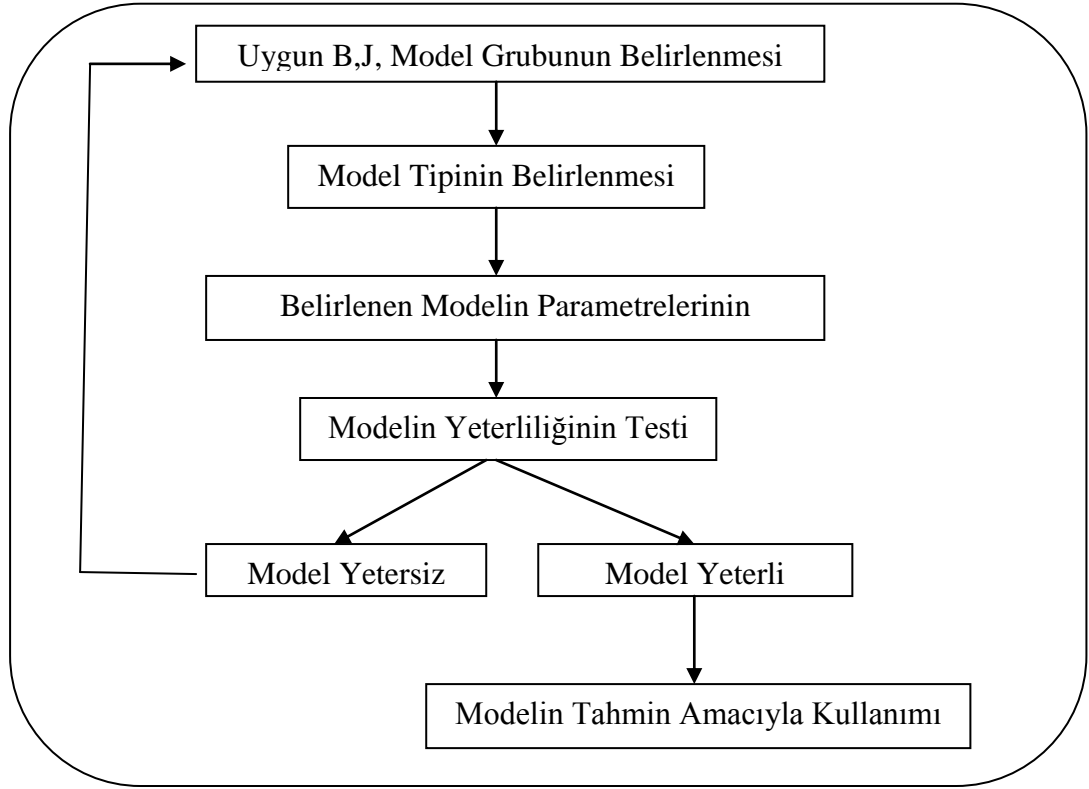 Uygun B,J, Model Grubunun Belirlenmesi
Model Tipinin Belirlenmesi
Belirlenen Modelin Parametrelerinin
Modelin Yeterliliğinin Testi
Model Yetersiz
Model Yeterli
Modelin Tahmin Amacıyla Kullanımı